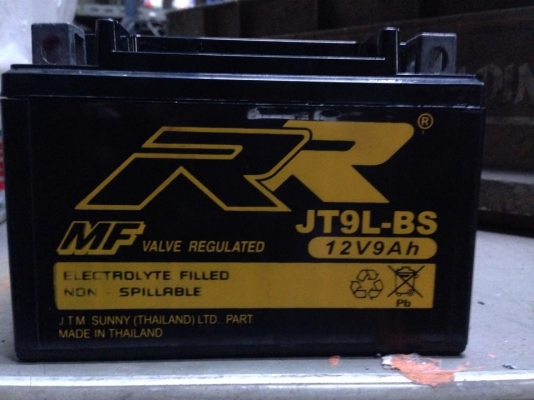 RR ®
JT9L-BS
MF VALVE REGULATED
12V9Ah
ELECTROLYTE FILLED
NON - SPILLABLE
Pb
J T M SUNNY (THAILAND) LTD., PART.
MADE IN THAILAND